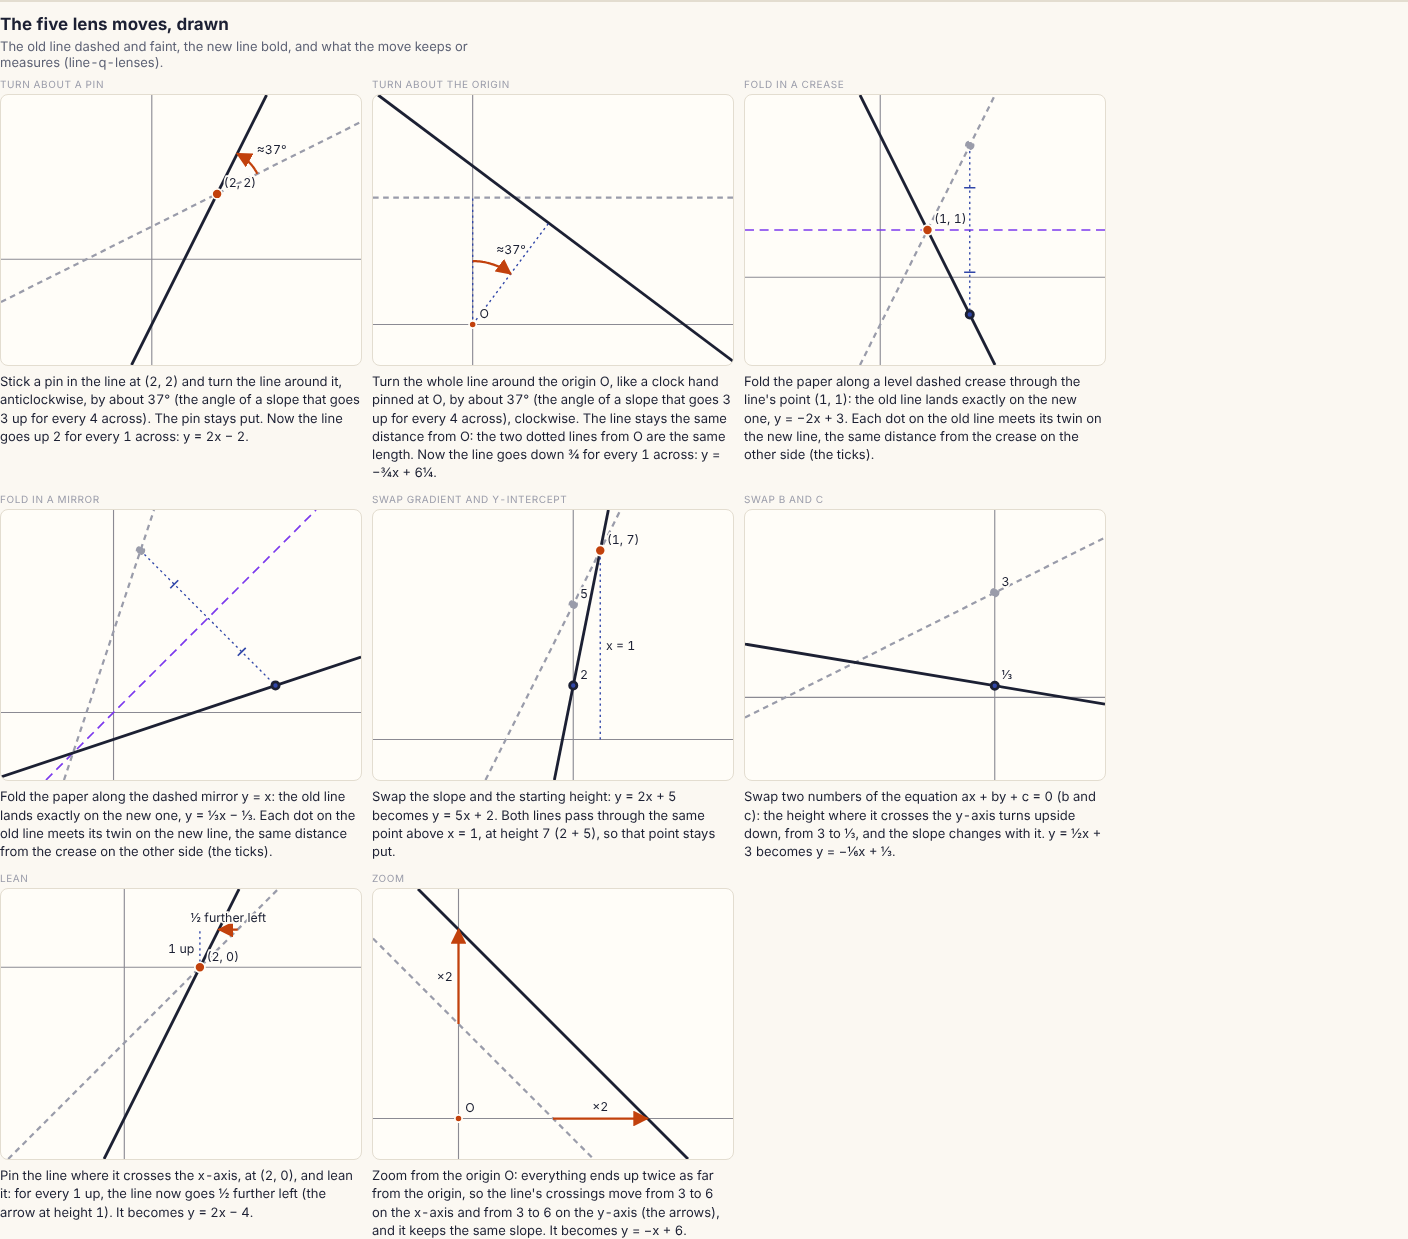 The five lens moves, drawn
The old line dashed and faint, the new line bold, and what the move keeps or
measures (line-q-lenses).
TURN ABOUT A PIN
≈37°
(2, 2)
Stick a pin in the line at (2, 2) and turn the line around it,
anticlockwise, by about 37° (the angle of a slope that goes
3 up for every 4 across). The pin stays put. Now the line
goes up 2 for every 1 across: y = 2x − 2.
TURN ABOUT THE ORIGIN
≈37°
O
Turn the whole line around the origin O, like a clock hand
pinned at O, by about 37° (the angle of a slope that goes 3
up for every 4 across), clockwise. The line stays the same
distance from O: the two dotted lines from O are the same
length. Now the line goes down ¾ for every 1 across: y =
−¾x + 6¼.
FOLD IN A CREASE
(1, 1)
Fold the paper along a level dashed crease through the
line's point (1, 1): the old line lands exactly on the new
one, y = −2x + 3. Each dot on the old line meets its twin on
the new line, the same distance from the crease on the
other side (the ticks).
FOLD IN A MIRROR
Fold the paper along the dashed mirror y = x: the old line
lands exactly on the new one, y = ⅓x − ⅓. Each dot on the
old line meets its twin on the new line, the same distance
from the crease on the other side (the ticks).
SWAP GRADIENT AND Y-INTERCEPT
(1, 7)
5
x = 1
2
Swap the slope and the starting height: y = 2x + 5
becomes y = 5x + 2. Both lines pass through the same
point above x = 1, at height 7 (2 + 5), so that point stays
put.
SWAP B AND C
3
⅓
Swap two numbers of the equation ax + by + c = 0 (b and
c): the height where it crosses the y-axis turns upside
down, from 3 to ⅓, and the slope changes with it. y = ½x +
3 becomes y = −⅙x + ⅓.
LEAN
½ further left
1 up
(2, 0)
Pin the line where it crosses the x-axis, at (2, 0), and lean
it: for every 1 up, the line now goes ½ further left (the
arrow at height 1). It becomes y = 2x − 4.
ZOOM
×2
O
×2
Zoom from the origin O: everything ends up twice as far
from the origin, so the line's crossings move from 3 to 6
on the x-axis and from 3 to 6 on the y-axis (the arrows),
and it keeps the same slope. It becomes y = −x + 6.